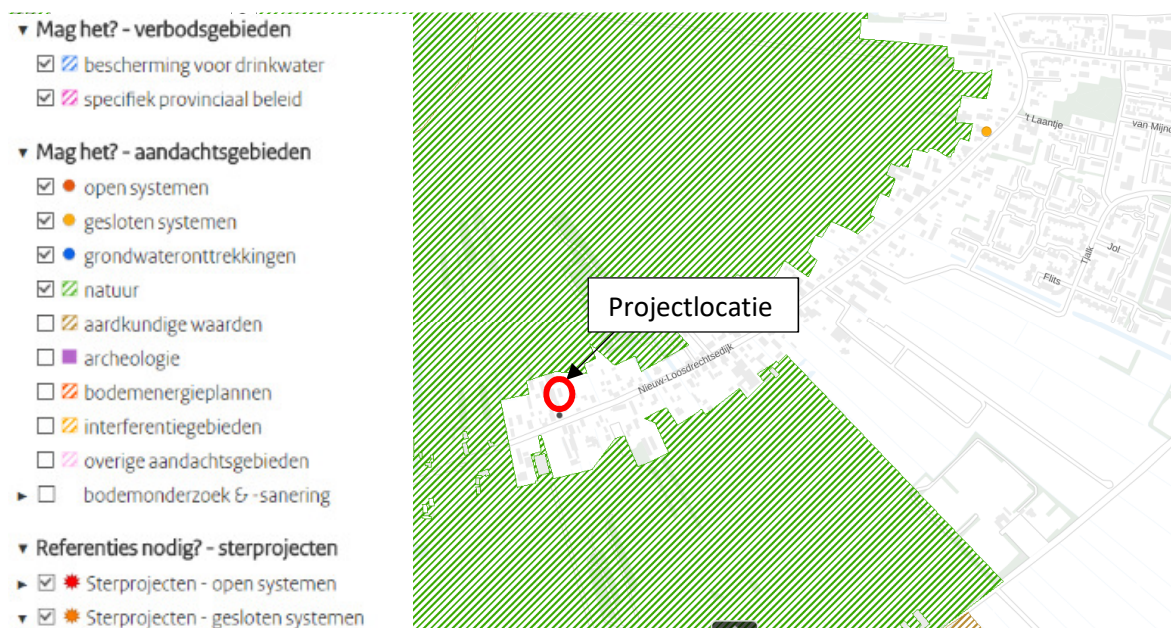 Mag het? - verbodsgebieden
bescherming voor drinkwater
specifiek provinciaal beleid
Mag het? - aandachtsgebieden
open systemen
gesloten systemen
grondwateronttrekkingen
natuur
aardkundige waarden
archeologie
bodemenergieplannen
interferentiegebieden
overige aandachtsgebieden
bodemonderzoek & -sanering
Referenties nodig? - sterprojecten
Sterprojecten - open systemen
Sterprojecten - gesloten systemen
't Laantje
van Mijnd
Jol
Tjalk
Flits
Projectlocatie
Nieuw-Loosdrechtsedijk